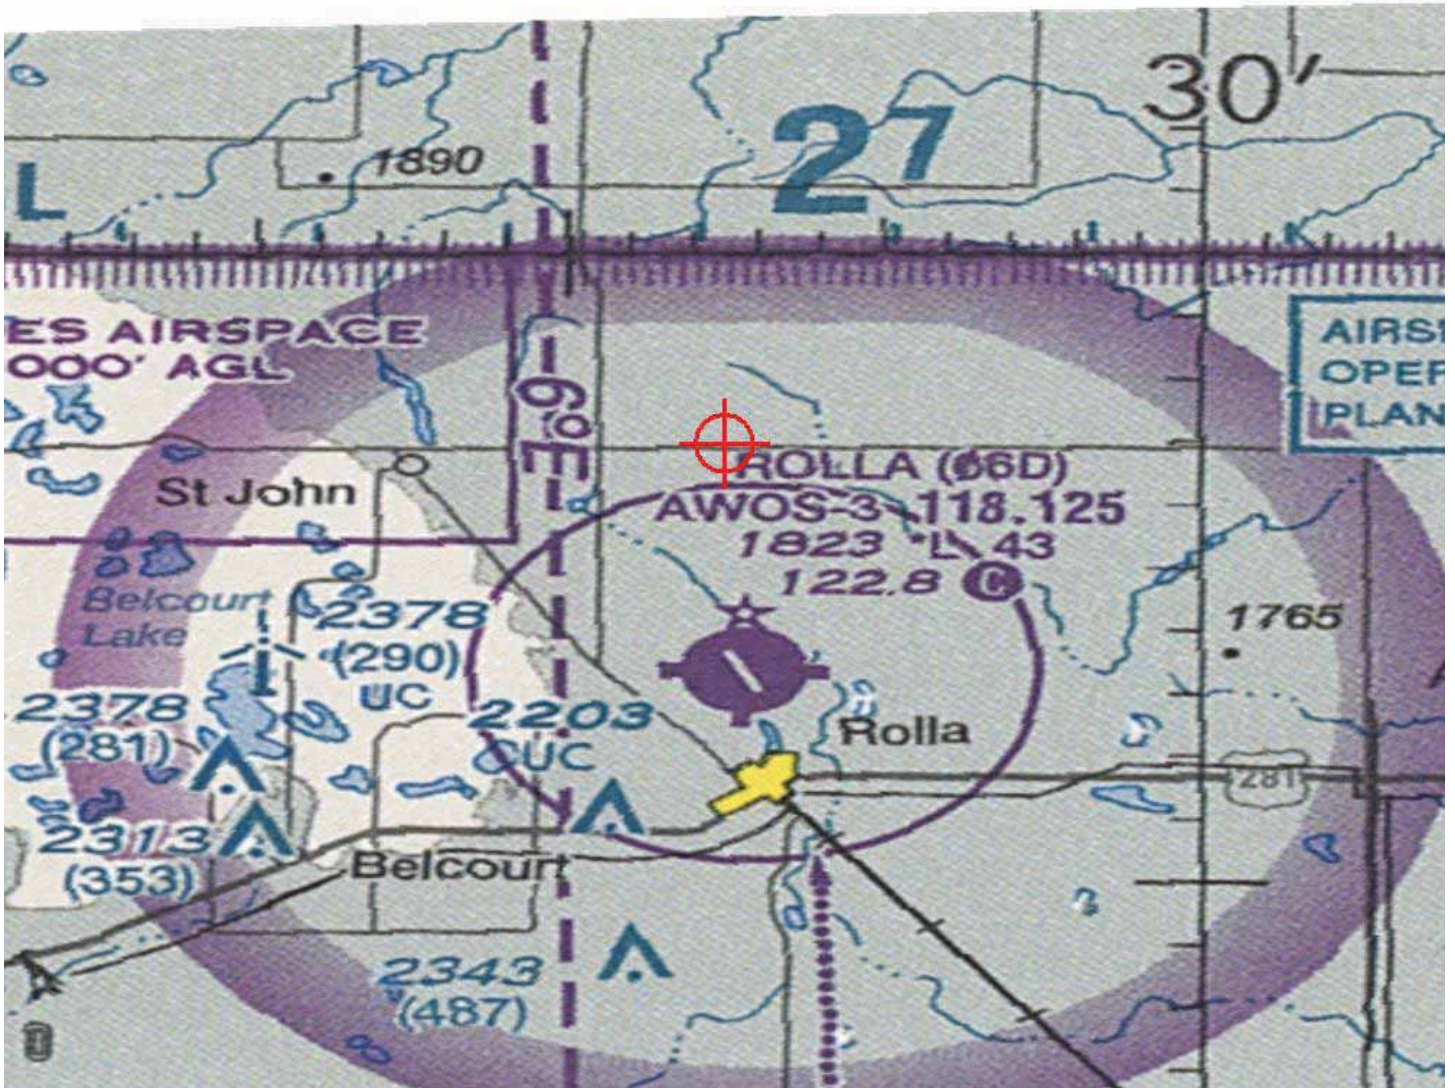 30'
27
1890
L
ES AIRSPACE
000' AGL
AIRS
OPER
PLAN
6°E
ROLLA (Ø6D)
St John
AWOS-3 118.125
1823 *L 43
122.8 C
Belcourt
Lake
2378
(290)
UC
1765
2378
(281)
2203
UC
Rolla
281
2313
(353)
Belcourt
2343
(487)
0